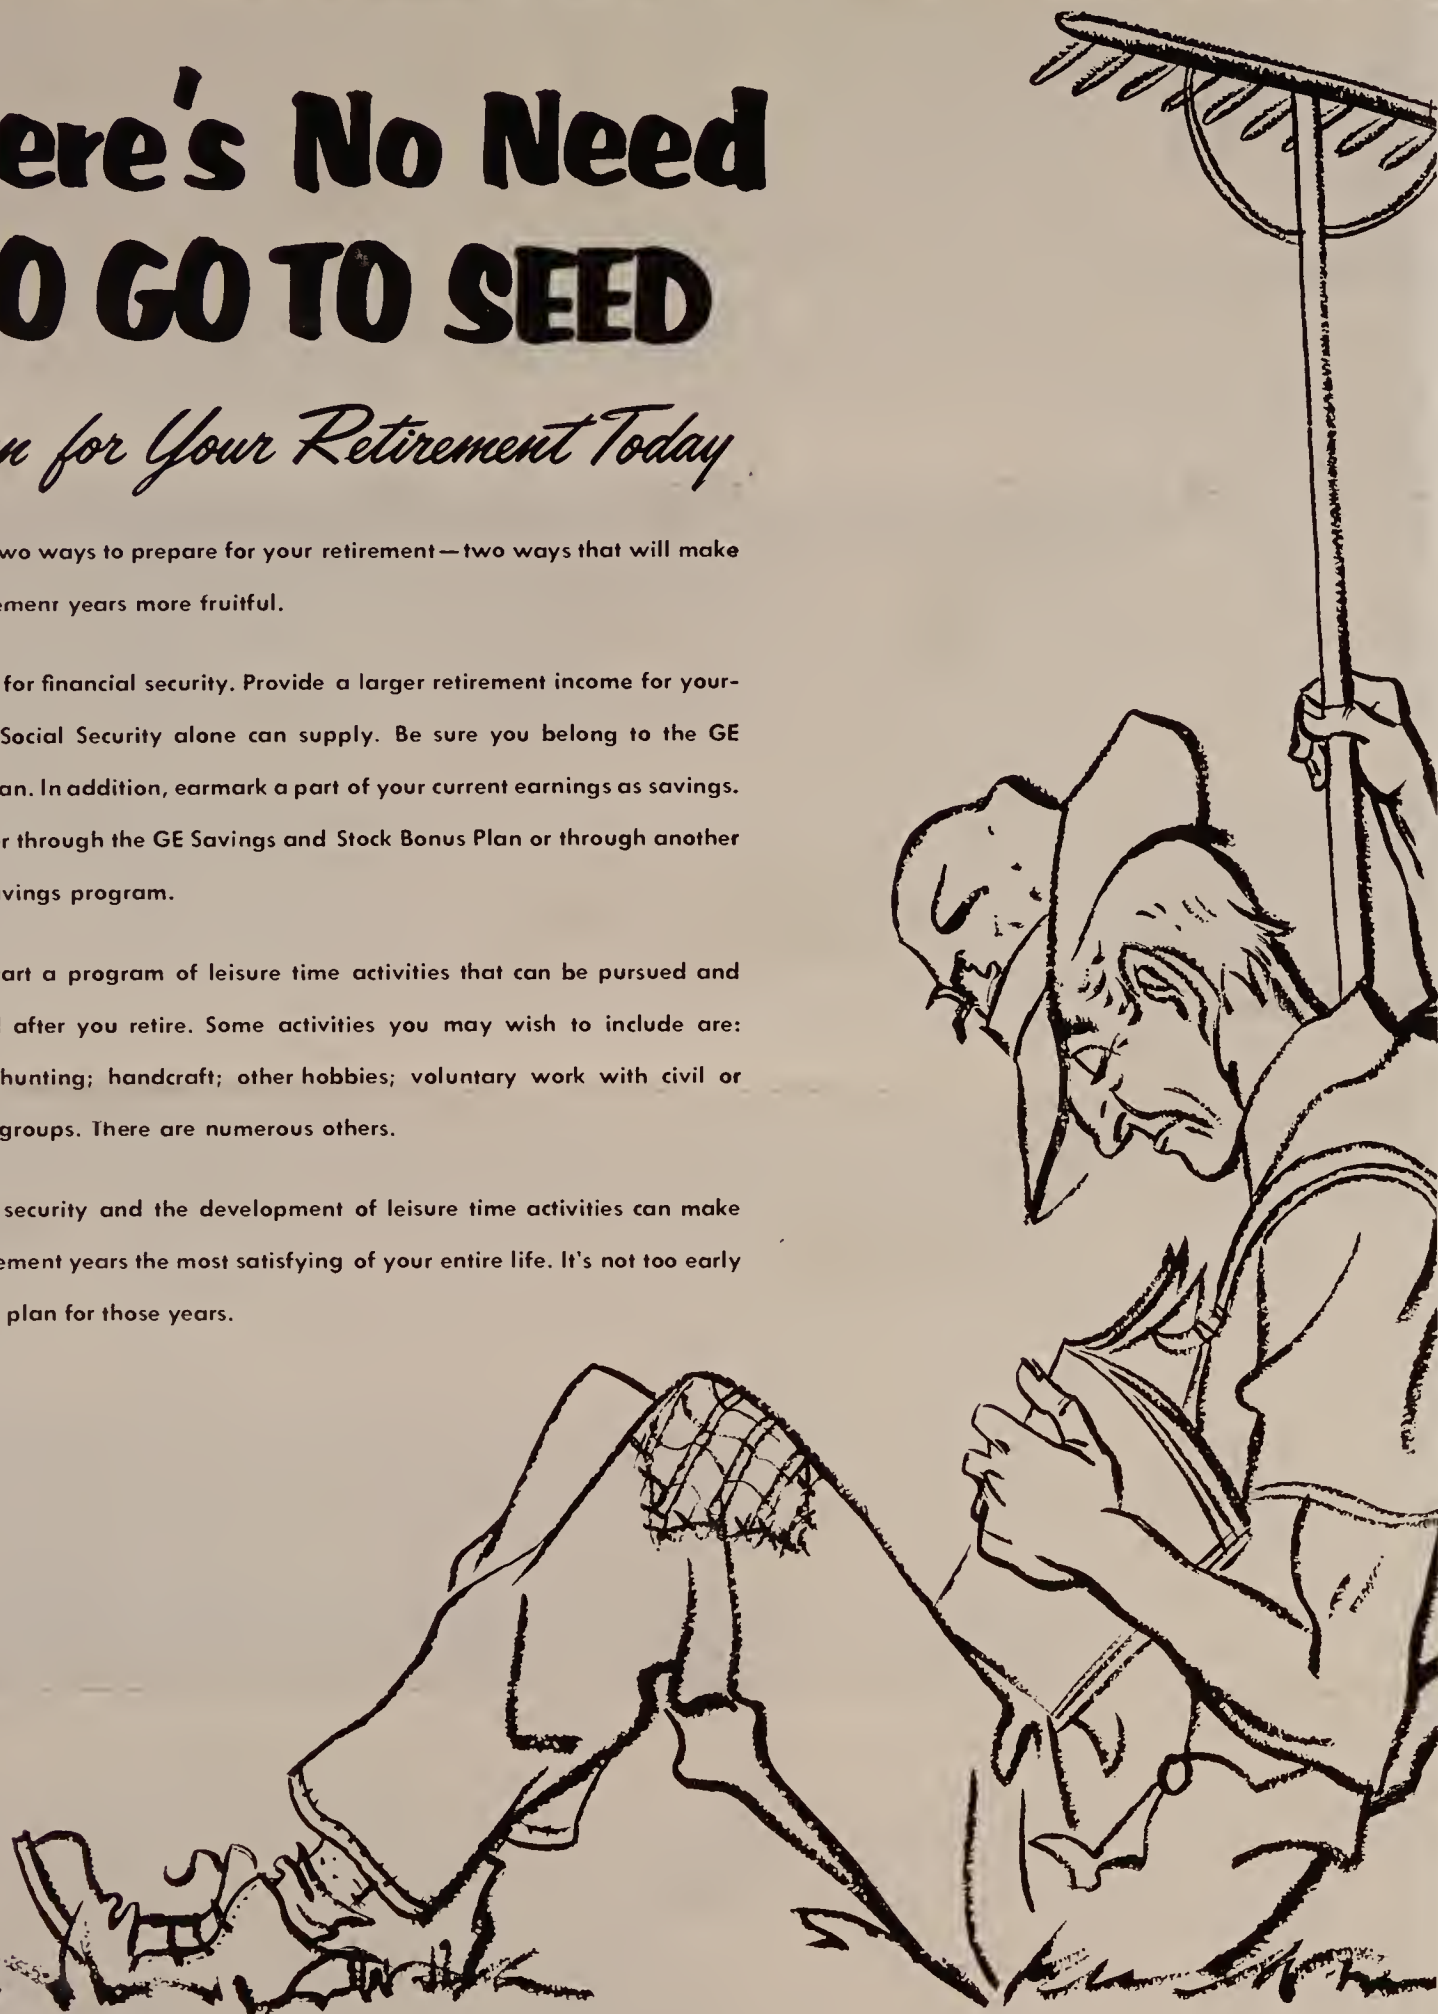 ere's No Need
O GO TO SEED
n for Your Retirement Today
wo ways to prepare for your retirement—two ways that will make
ement years more fruitful.
for financial security. Provide a larger retirement income for your-
Social Security alone can supply. Be sure you belong to the GE
an. In addition, earmark a part of your current earnings as savings.
r through the GE Savings and Stock Bonus Plan or through another
vings program.
art a program of leisure time activities that can be pursued and
after you retire. Some activities you may wish to include are:
hunting; handcraft; other hobbies; voluntary work with civil or
groups. There are numerous others.
security and the development of leisure time activities can make
ement years the most satisfying of your entire life. It's not too early
plan for those years.